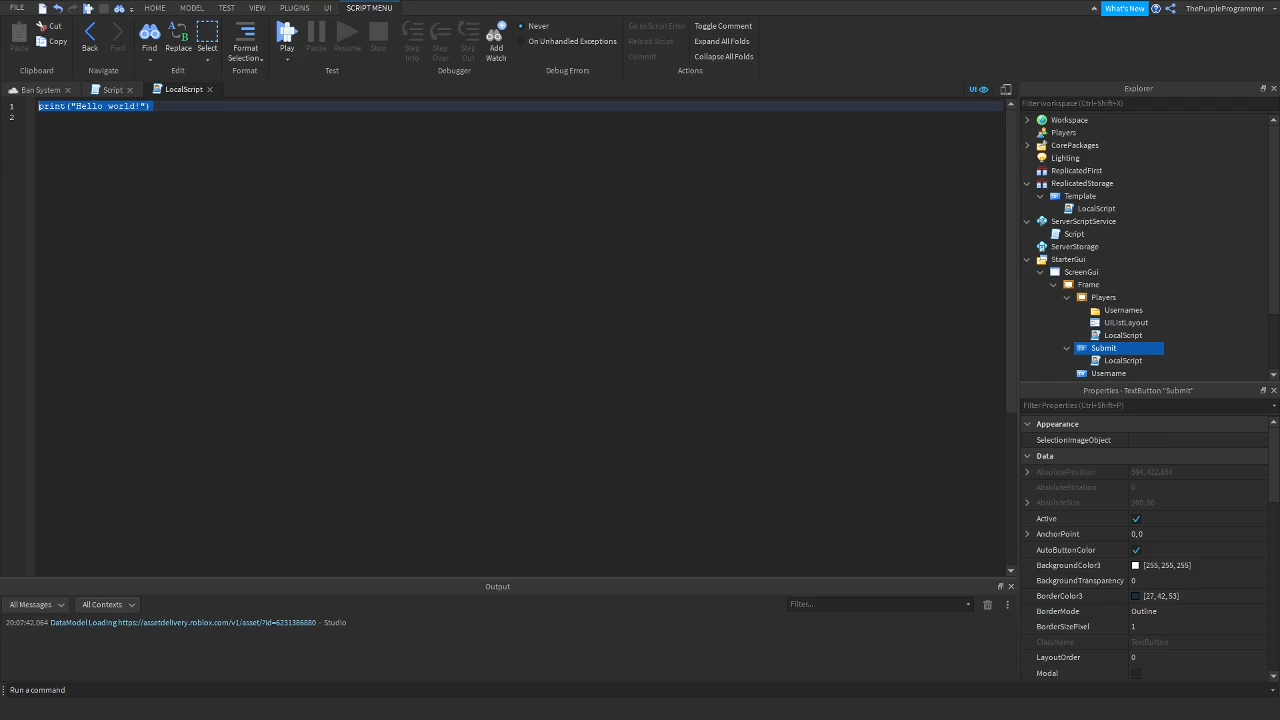 FILE HOME MODEL TEST VIEW PLUGINS UI SCRIPT MENU What's New ThePurpleProgrammer
Paste Cut Copy Clipboard
Back Fwd Navigate
Find Replace Select Edit
Format Selection Format
Play Pause Resume Stop Test
Step Into Step Over Step Out Add Watch Debugger
Never On Unhandled Exceptions Debug Errors
Go to Script Error Reload Script Commit Toggle Comment Expand All Folds Collapse All Folds Actions
Ban System Script LocalScript UI
1 print("Hello world!")
2
Explorer
Filter workspace (Ctrl+Shift+X)
Workspace
Players
CorePackages
Lighting
ReplicatedFirst
ReplicatedStorage
Template
LocalScript
ServerScriptService
Script
ServerStorage
StarterGui
ScreenGui
Frame
Players
Usernames
UIListLayout
LocalScript
Submit
LocalScript
Username
Properties - TextButton "Submit"
Filter Properties (Ctrl+Shift+P)
Appearance
SelectionImageObject
Data
AbsolutePosition 594, 422.654
AbsoluteRotation 0
AbsoluteSize 200, 50
Active
AnchorPoint 0, 0
AutoButtonColor
BackgroundColor3 [255, 255, 255]
BackgroundTransparency 0
BorderColor3 [27, 42, 53]
BorderMode Outline
BorderSizePixel 1
ClassName TextButton
LayoutOrder 0
Modal
Output
All Messages All Contexts Filter...
20:07:42.064 DataModel Loading https://assetdelivery.roblox.com/v1/asset/?id=6231386880 - Studio
Run a command